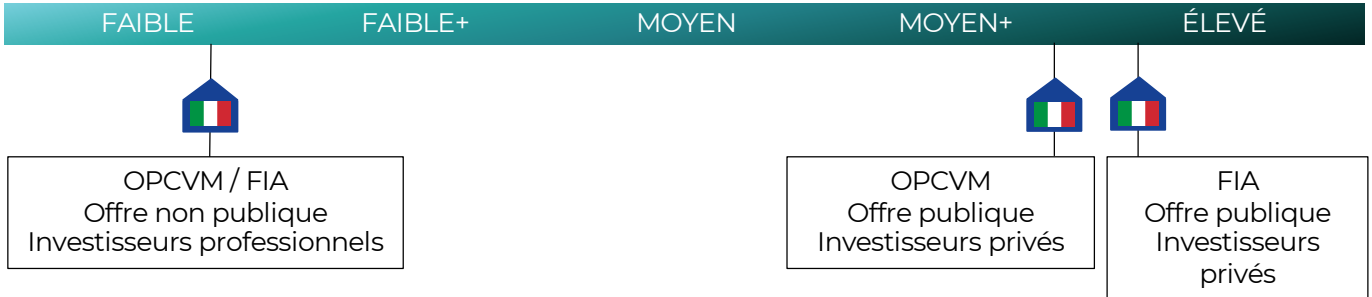 FAIBLE FAIBLE+ MOYEN MOYEN+ ÉLEVÉ
OPCVM / FIA
Offre non publique
Investisseurs professionnels
OPCVM
Offre publique
Investisseurs privés
FIA
Offre publique
Investisseurs
privés